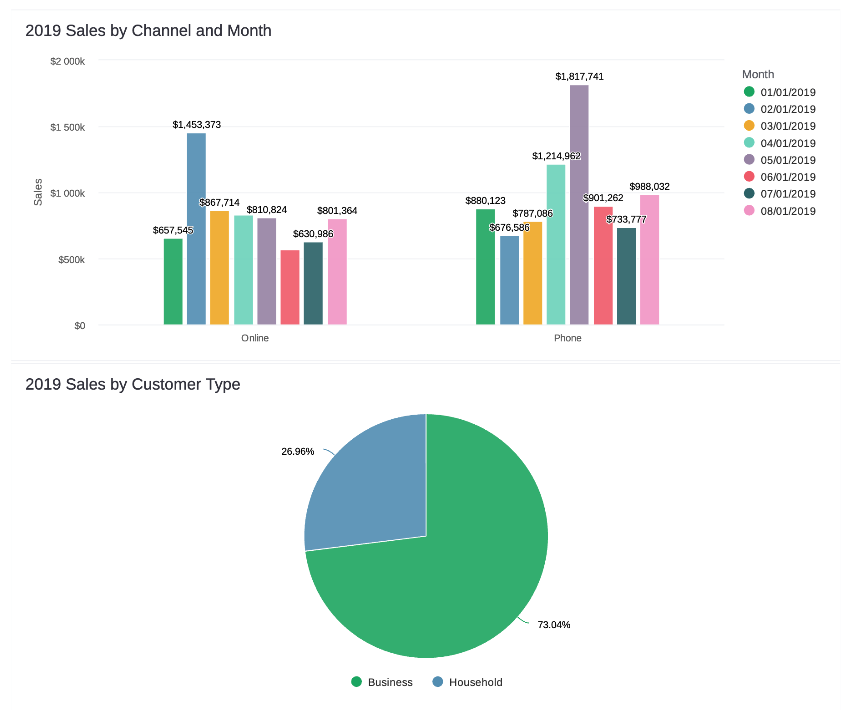 2019 Sales by Channel and Month
$2 000k
$1 500k
$1 000k
$500k
$0
Sales
$657,545
$1,453,373
$867,714
$810,824
$630,986
$801,364
$880,123
$676,586
$787,086
$1,214,962
$1,817,741
$901,262
$733,777
$988,032
Online
Phone
Month
01/01/2019
02/01/2019
03/01/2019
04/01/2019
05/01/2019
06/01/2019
07/01/2019
08/01/2019
2019 Sales by Customer Type
26.96%
73.04%
Business
Household